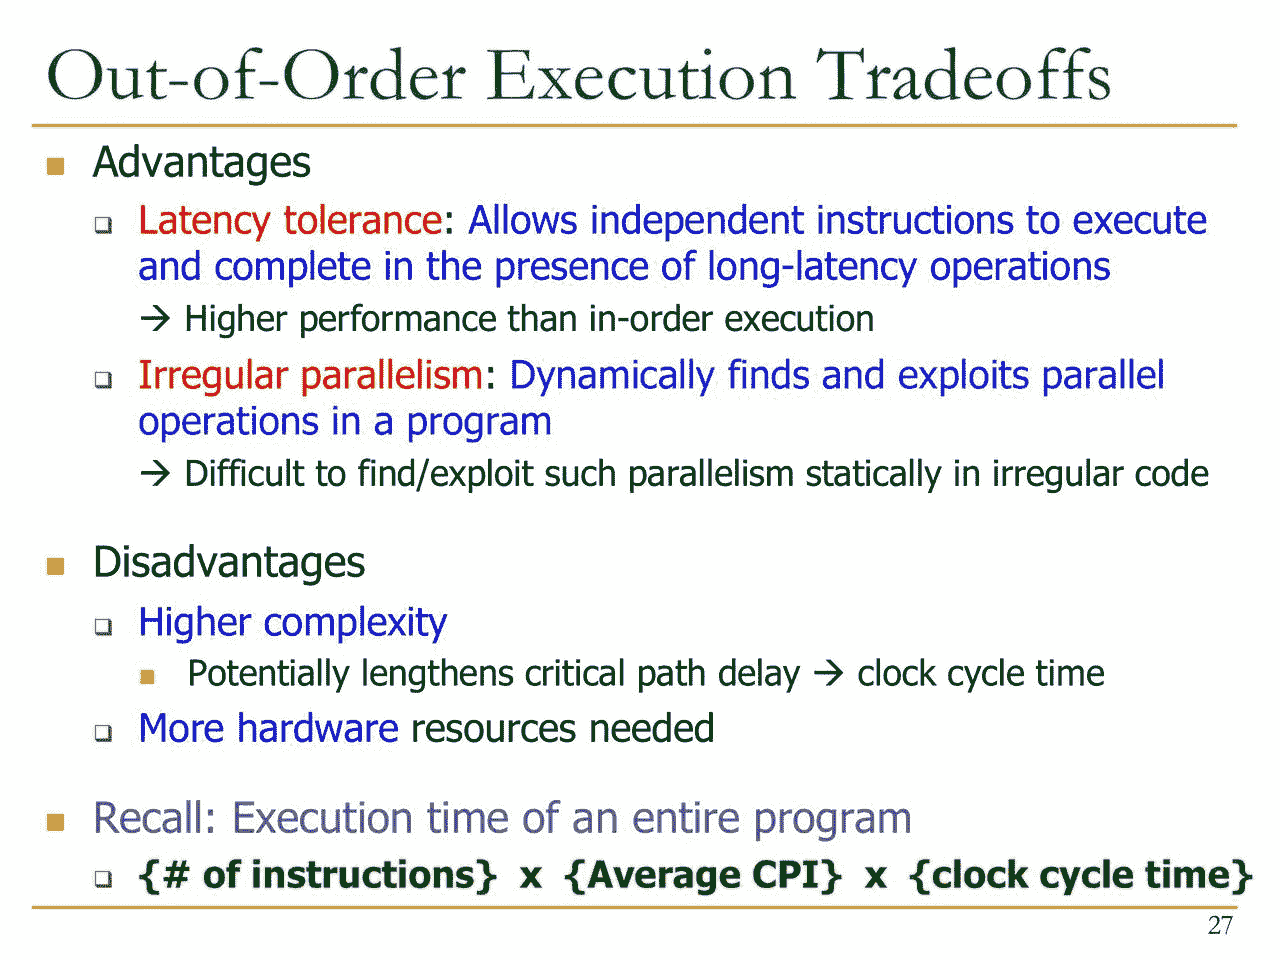 Out-of-Order Execution Tradeoffs
Advantages
Latency tolerance: Allows independent instructions to execute
and complete in the presence of long-latency operations
→ Higher performance than in-order execution
Irregular parallelism: Dynamically finds and exploits parallel
operations in a program
→ Difficult to find/exploit such parallelism statically in irregular code
Disadvantages
Higher complexity
Potentially lengthens critical path delay → clock cycle time
More hardware resources needed
Recall: Execution time of an entire program
{# of instructions} x {Average CPI} x {clock cycle time}
27